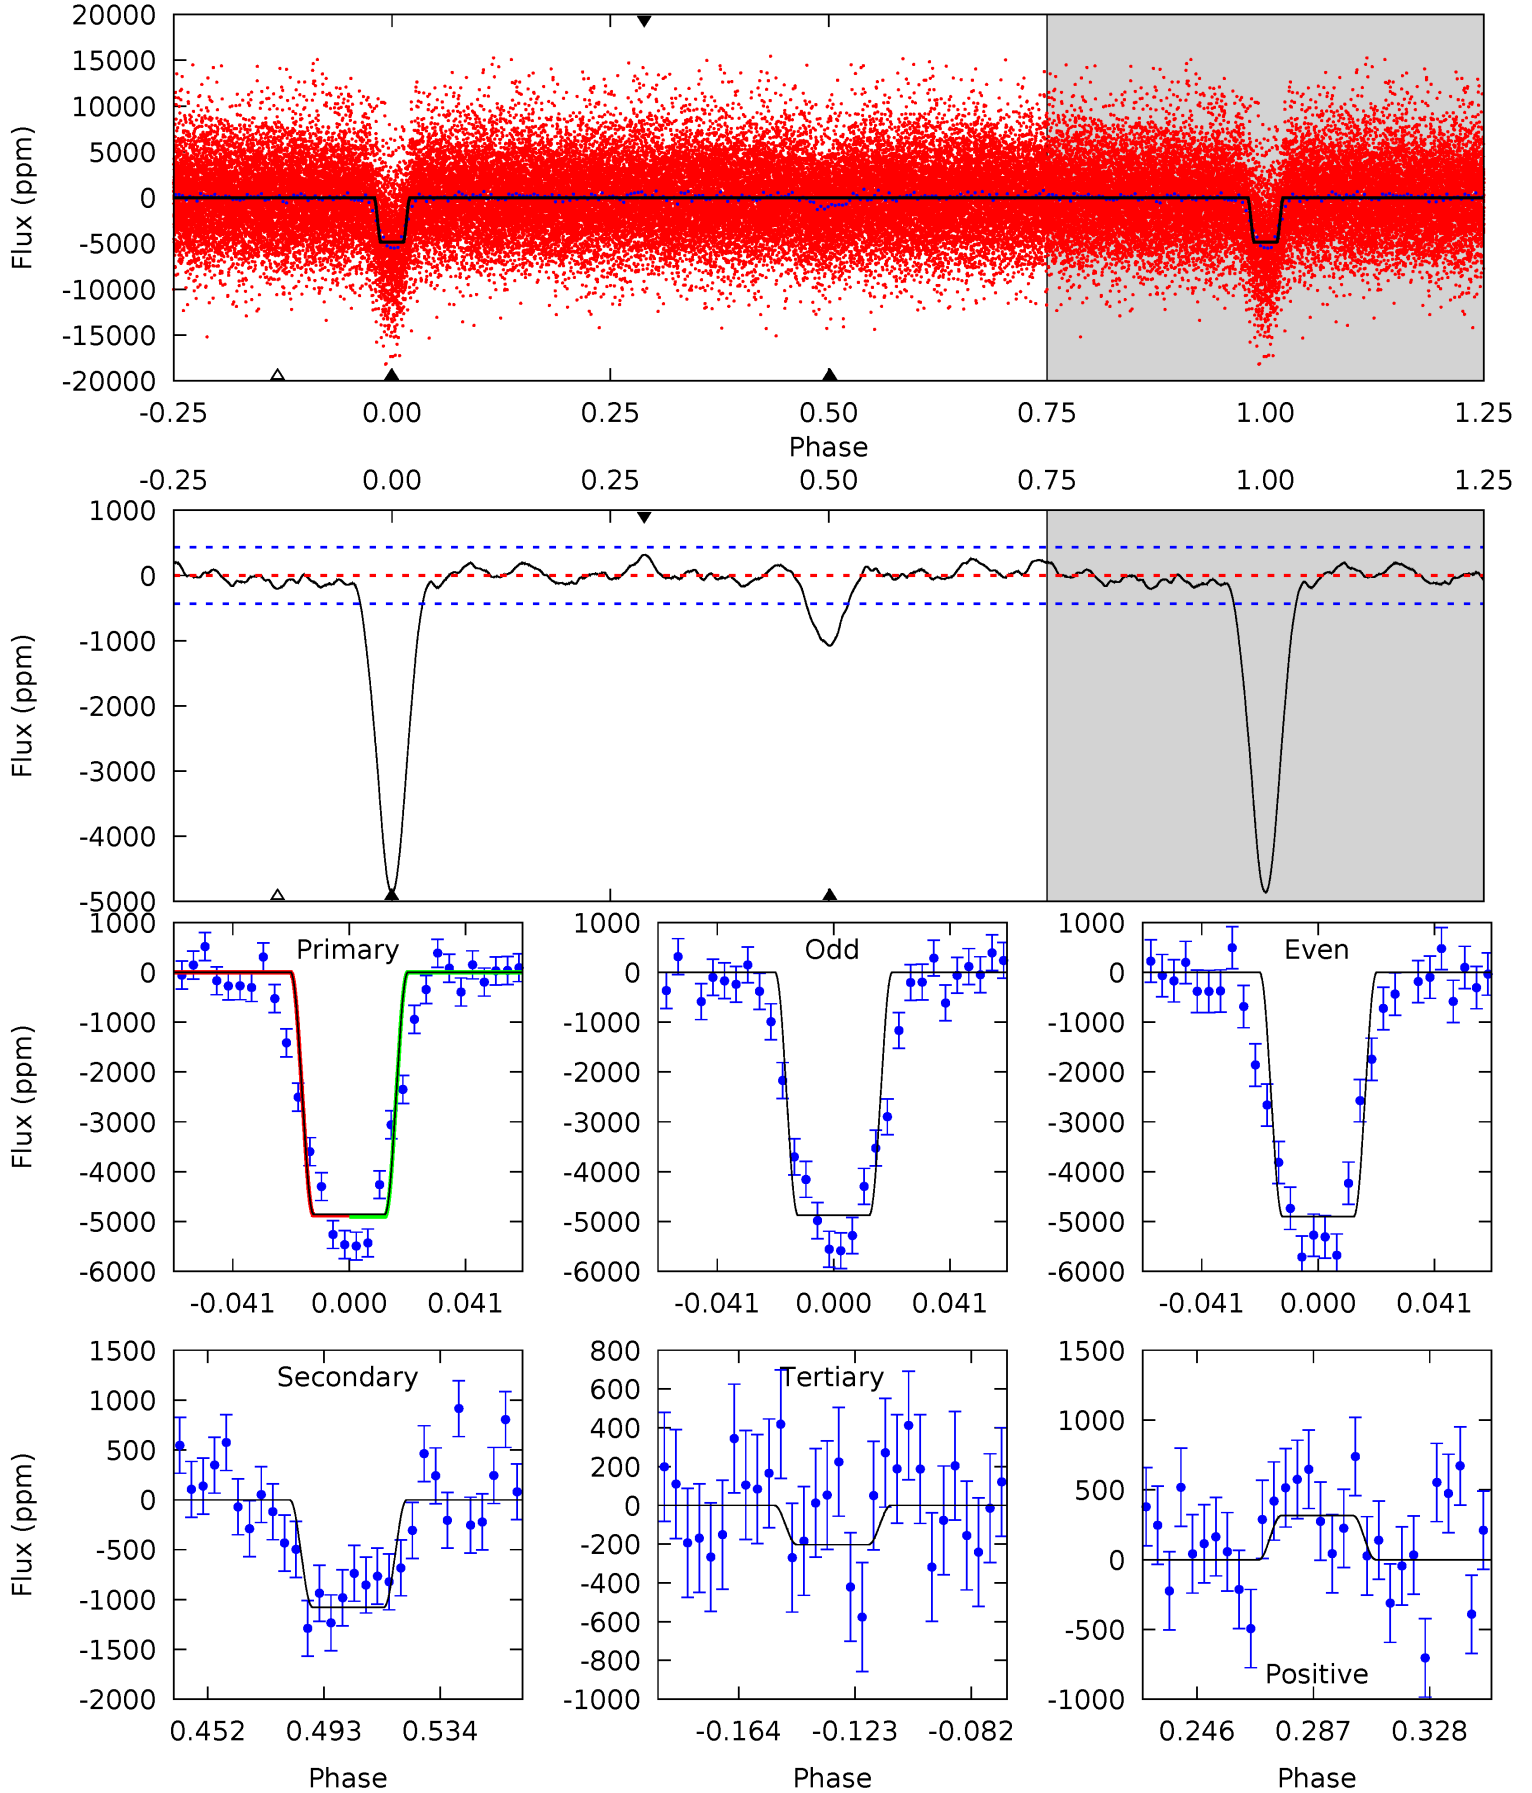 20000
15000
10000
5000
0
-5000
-10000
-15000
-20000
Flux (ppm)
-0.25 0.00 0.25 0.50 0.75 1.00 1.25
Phase
-0.25 0.00 0.25 0.50 0.75 1.00 1.25
1000
0
-1000
-2000
-3000
-4000
-5000
Flux (ppm)
Primary
1000
0
-1000
-2000
-3000
-4000
-5000
-6000
Flux (ppm)
-0.041 0.000 0.041
Odd
1000
0
-1000
-2000
-3000
-4000
-5000
-6000
-0.041 0.000 0.041
Even
1000
0
-1000
-2000
-3000
-4000
-5000
-6000
-0.041 0.000 0.041
Secondary
1500
1000
500
0
-500
-1000
-1500
-2000
Flux (ppm)
0.452 0.493 0.534
Phase
Tertiary
800
600
400
200
0
-200
-400
-600
-800
-1000
-0.164 -0.123 -0.082
Phase
1500
1000
500
0
-500
-1000
Positive
0.246 0.287 0.328
Phase